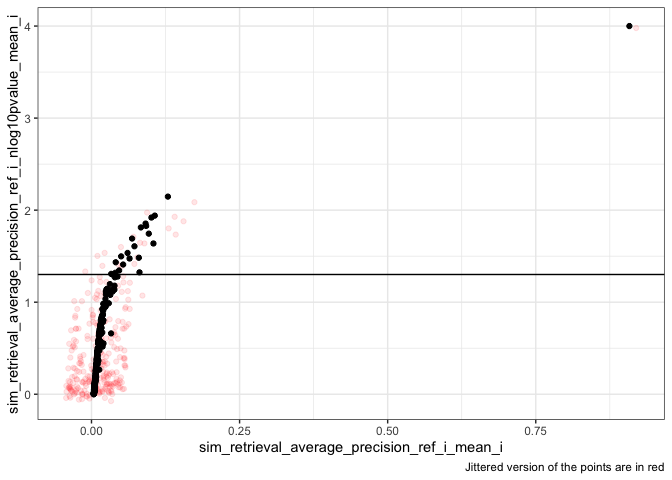 sim_retrieval_average_precision_ref_i_nlog10pvalue_mean_i
4
3
2
1
0
0.00 0.25 0.50 0.75
sim_retrieval_average_precision_ref_i_mean_i
Jittered version of the points are in red